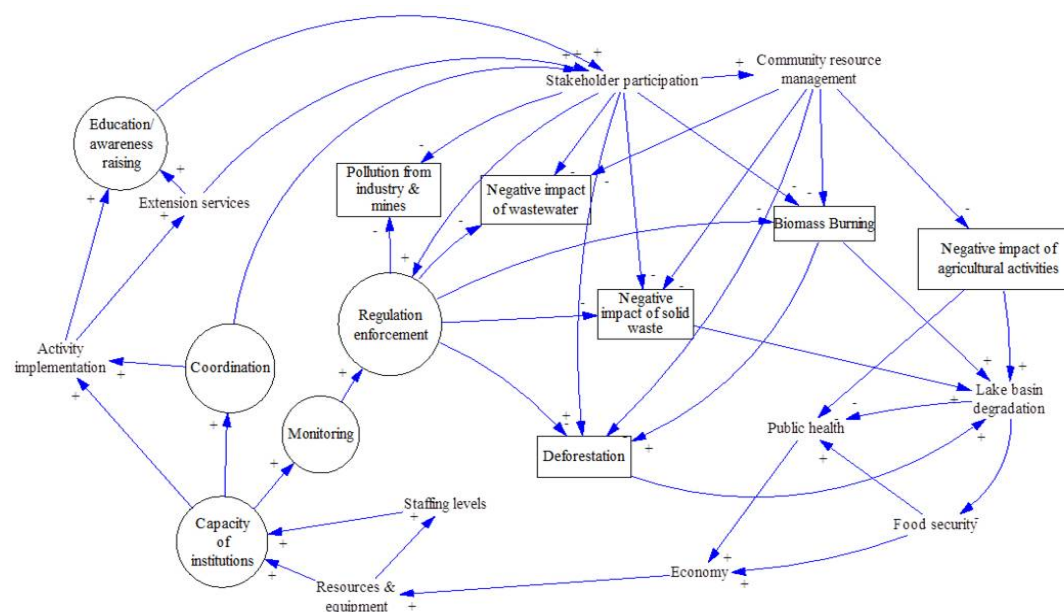 Stakeholder participation
Community resource
management
Education/
awareness
raising
Extension services
Pollution from
industry &
mines
Negative impact
of wastewater
Biomass Burning
Negative impact of
agricultural activities
Regulation
enforcement
Negative
impact of solid
waste
Activity
implementation
Coordination
Monitoring
Lake basin
degradation
Public health
Deforestation
Capacity
of
institutions
Staffing levels
Food security
Resources &
equipment
Economy